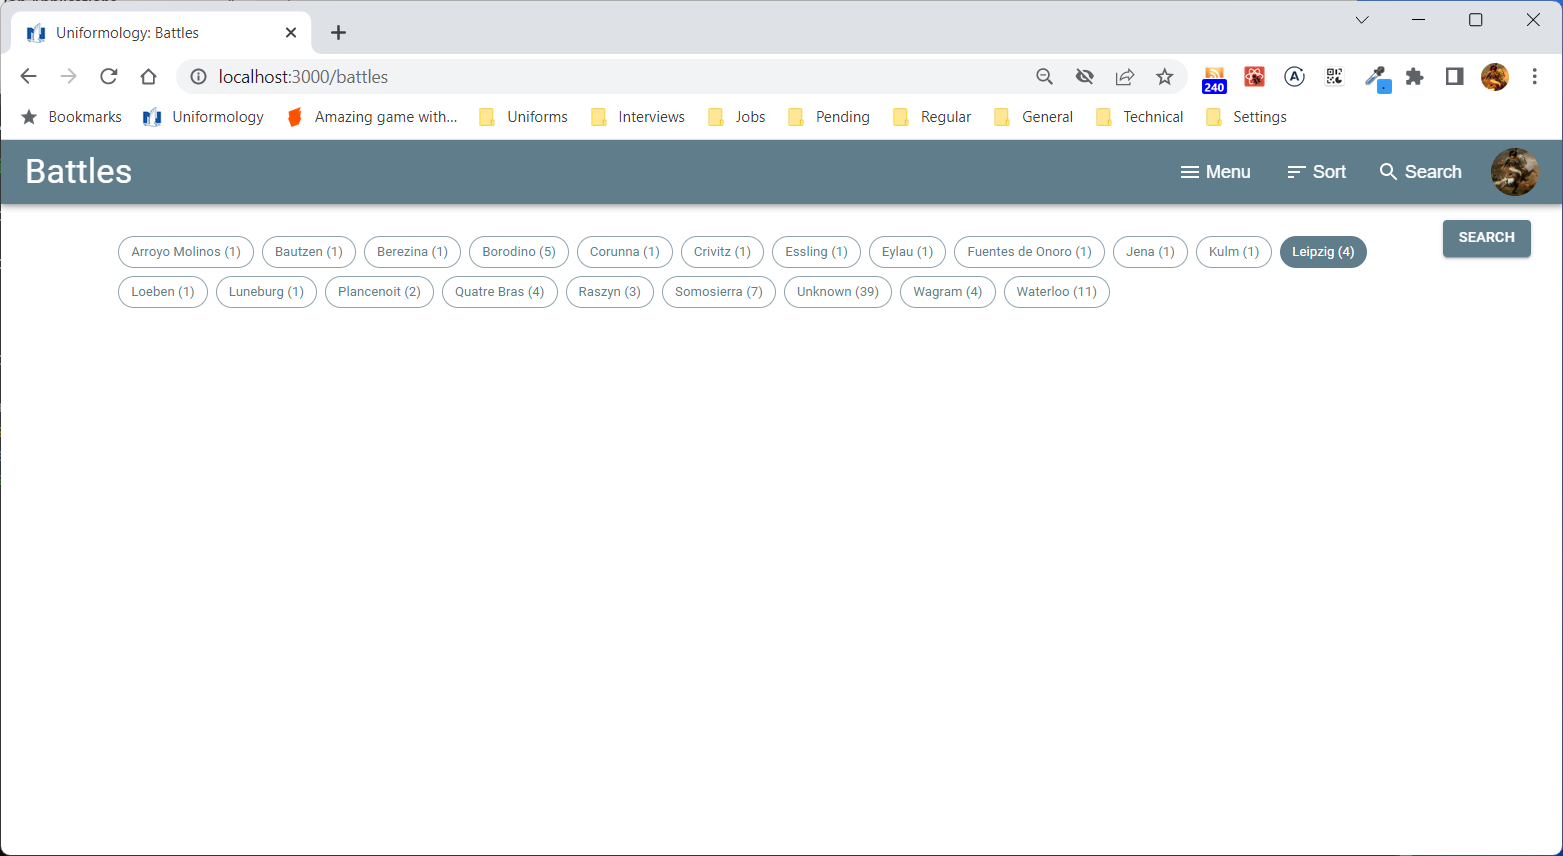 Uniformology: Battles
localhost:3000/battles
240
Bookmarks Uniformology Amazing game with... Uniforms Interviews Jobs Pending Regular General Technical Settings
Battles Menu Sort Search
Arroyo Molinos (1) Bautzen (1) Berezina (1) Borodino (5) Corunna (1) Crivitz (1) Essling (1) Eylau (1) Fuentes de Onoro (1) Jena (1) Kulm (1) Leipzig (4) SEARCH
Loeben (1) Luneburg (1) Plancenoit (2) Quatre Bras (4) Raszyn (3) Somosierra (7) Unknown (39) Wagram (4) Waterloo (11)